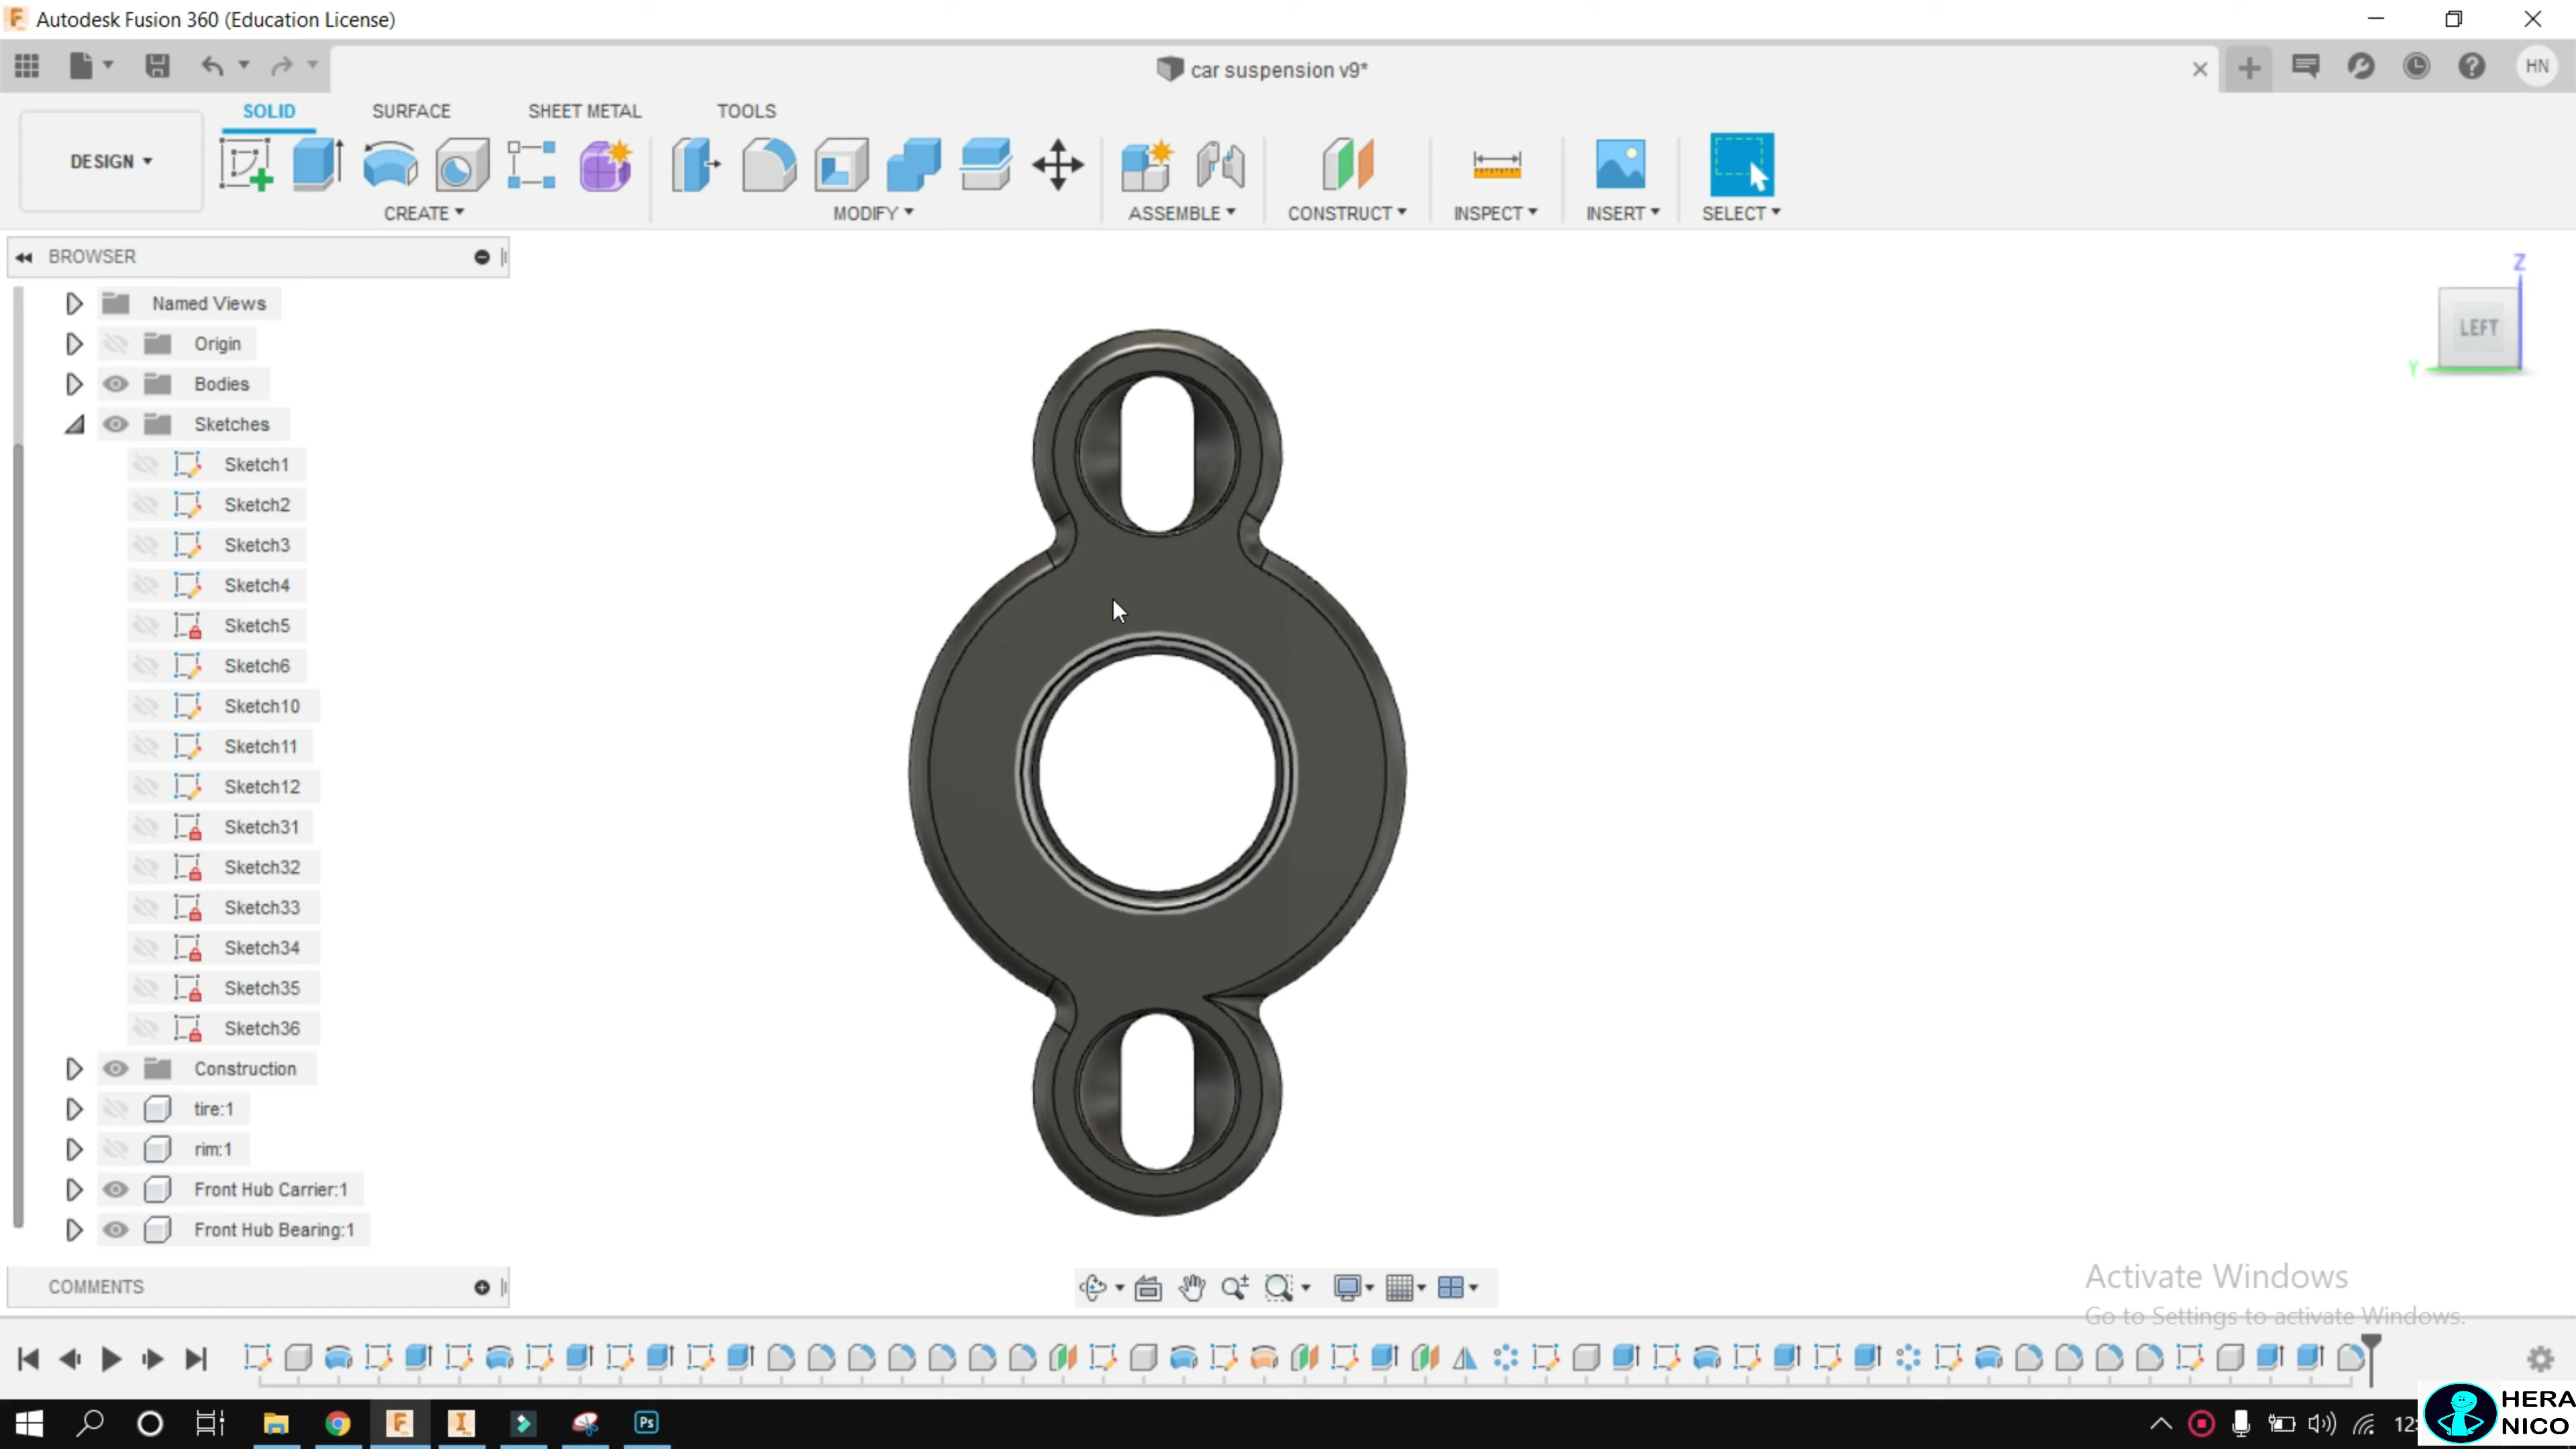 Autodesk Fusion 360 (Education License)
car suspension v9*
HN
SOLID
SURFACE
SHEET METAL
TOOLS
DESIGN
CREATE
MODIFY
ASSEMBLE
CONSTRUCT
INSPECT
INSERT
SELECT
BROWSER
Named Views
Origin
Bodies
Sketches
Sketch1
Sketch2
Sketch3
Sketch4
Sketch5
Sketch6
Sketch10
Sketch11
Sketch12
Sketch31
Sketch32
Sketch33
Sketch34
Sketch35
Sketch36
Construction
tire:1
rim:1
Front Hub Carrier:1
Front Hub Bearing:1
Z
LEFT
Y
COMMENTS
Activate Windows
Go to Settings to activate Windows.
Ps
HERA
NICO